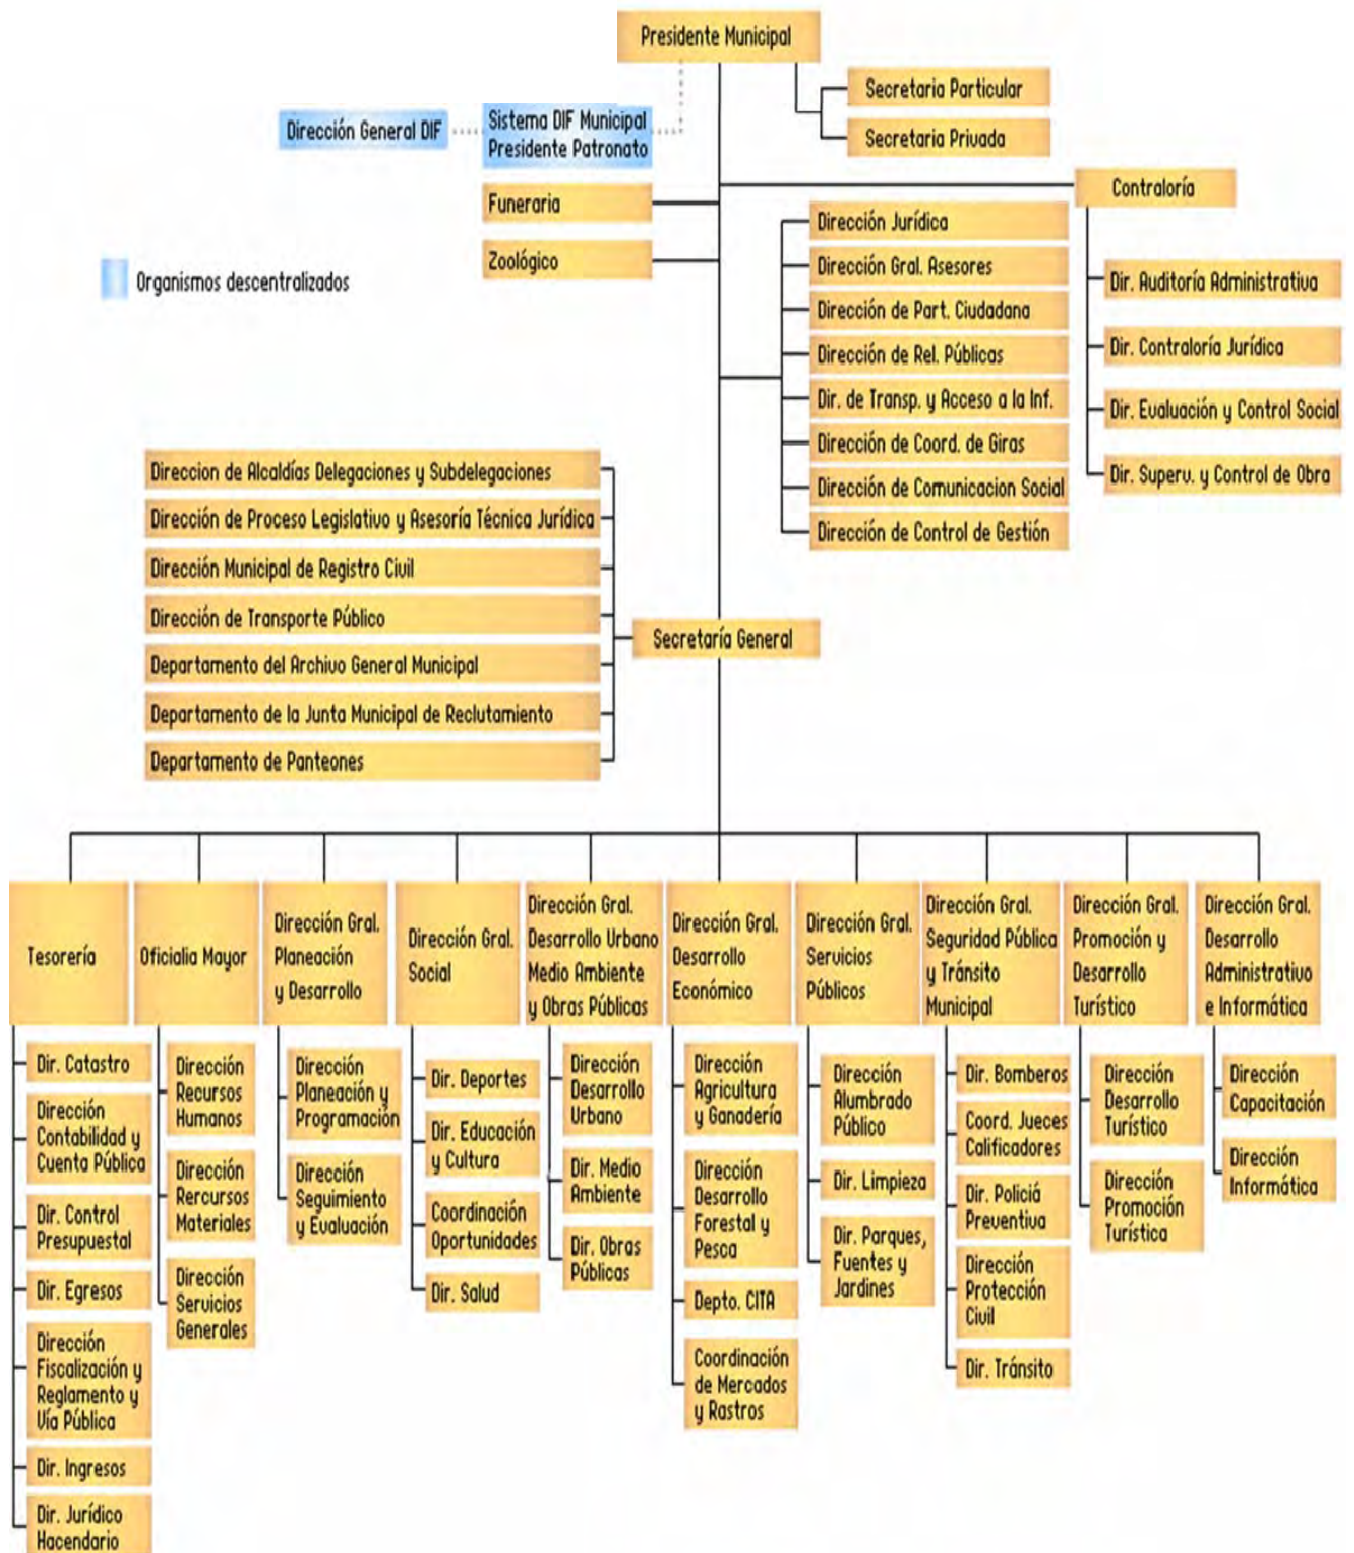 Presidente Municipal
Secretaria Particular
Secretaria Privada
Dirección General DIF
Sistema DIF Municipal
Presidente Patronato
Funeraria
Zoológico
Organismos descentralizados
Contraloría
Dir. Auditoría Administrativa
Dir. Contraloría Jurídica
Dir. Evaluación y Control Social
Dir. Superv. y Control de Obra
Dirección Jurídica
Dirección Gral. Asesores
Dirección de Part. Ciudadana
Dirección de Rel. Públicas
Dir. de Transp. y Acceso a la Inf.
Dirección de Coord. de Giras
Dirección de Comunicacion Social
Dirección de Control de Gestión
Direccion de Alcaldías Delegaciones y Subdelegaciones
Dirección de Proceso Legislativo y Asesoría Técnica Jurídica
Dirección Municipal de Registro Civil
Dirección de Transporte Público
Departamento del Archivo General Municipal
Departamento de la Junta Municipal de Reclutamiento
Departamento de Panteones
Secretaría General
Tesorería
Dir. Catastro
Dirección
Contabilidad y
Cuenta Pública
Dir. Control
Presupuestal
Dir. Egresos
Dirección
Fiscalización y
Reglamento y
Vía Pública
Dir. Ingresos
Dir. Jurídico
Hacendario
Oficialia Mayor
Dirección
Recursos
Humanos
Dirección
Rercursos
Materiales
Dirección
Servicios
Generales
Dirección Gral.
Planeación
y Desarrollo
Dirección
Planeación y
Programación
Dirección
Seguimiento
y Evaluación
Dirección Gral.
Social
Dir. Deportes
Dir. Educación
y Cultura
Coordinación
Oportunidades
Dir. Salud
Dirección Gral.
Desarrollo Urbano
Medio Ambiente
y Obras Públicas
Dirección
Desarrollo
Urbano
Dir. Medio
Ambiente
Dir. Obras
Públicas
Dirección Gral.
Desarrollo
Económico
Dirección
Agricultura
y Ganadería
Dirección
Desarrollo
Forestal y
Pesca
Depto. CITA
Coordinación
de Mercados
y Rastros
Dirección Gral.
Servicios
Públicos
Dirección
Alumbrado
Público
Dir. Limpieza
Dir. Parques,
Fuentes y
Jardines
Dirección Gral.
Seguridad Pública
y Tránsito
Municipal
Dir. Bomberos
Coord. Jueces
Calificadores
Dir. Policiá
Preventiva
Dirección
Protección
Civil
Dir. Tránsito
Dirección Gral.
Promoción y
Desarrollo
Turístico
Dirección
Desarrollo
Turístico
Dirección
Promoción
Turística
Dirección Gral.
Desarrollo
Administrativo
e Informática
Dirección
Capacitación
Dirección
Informática